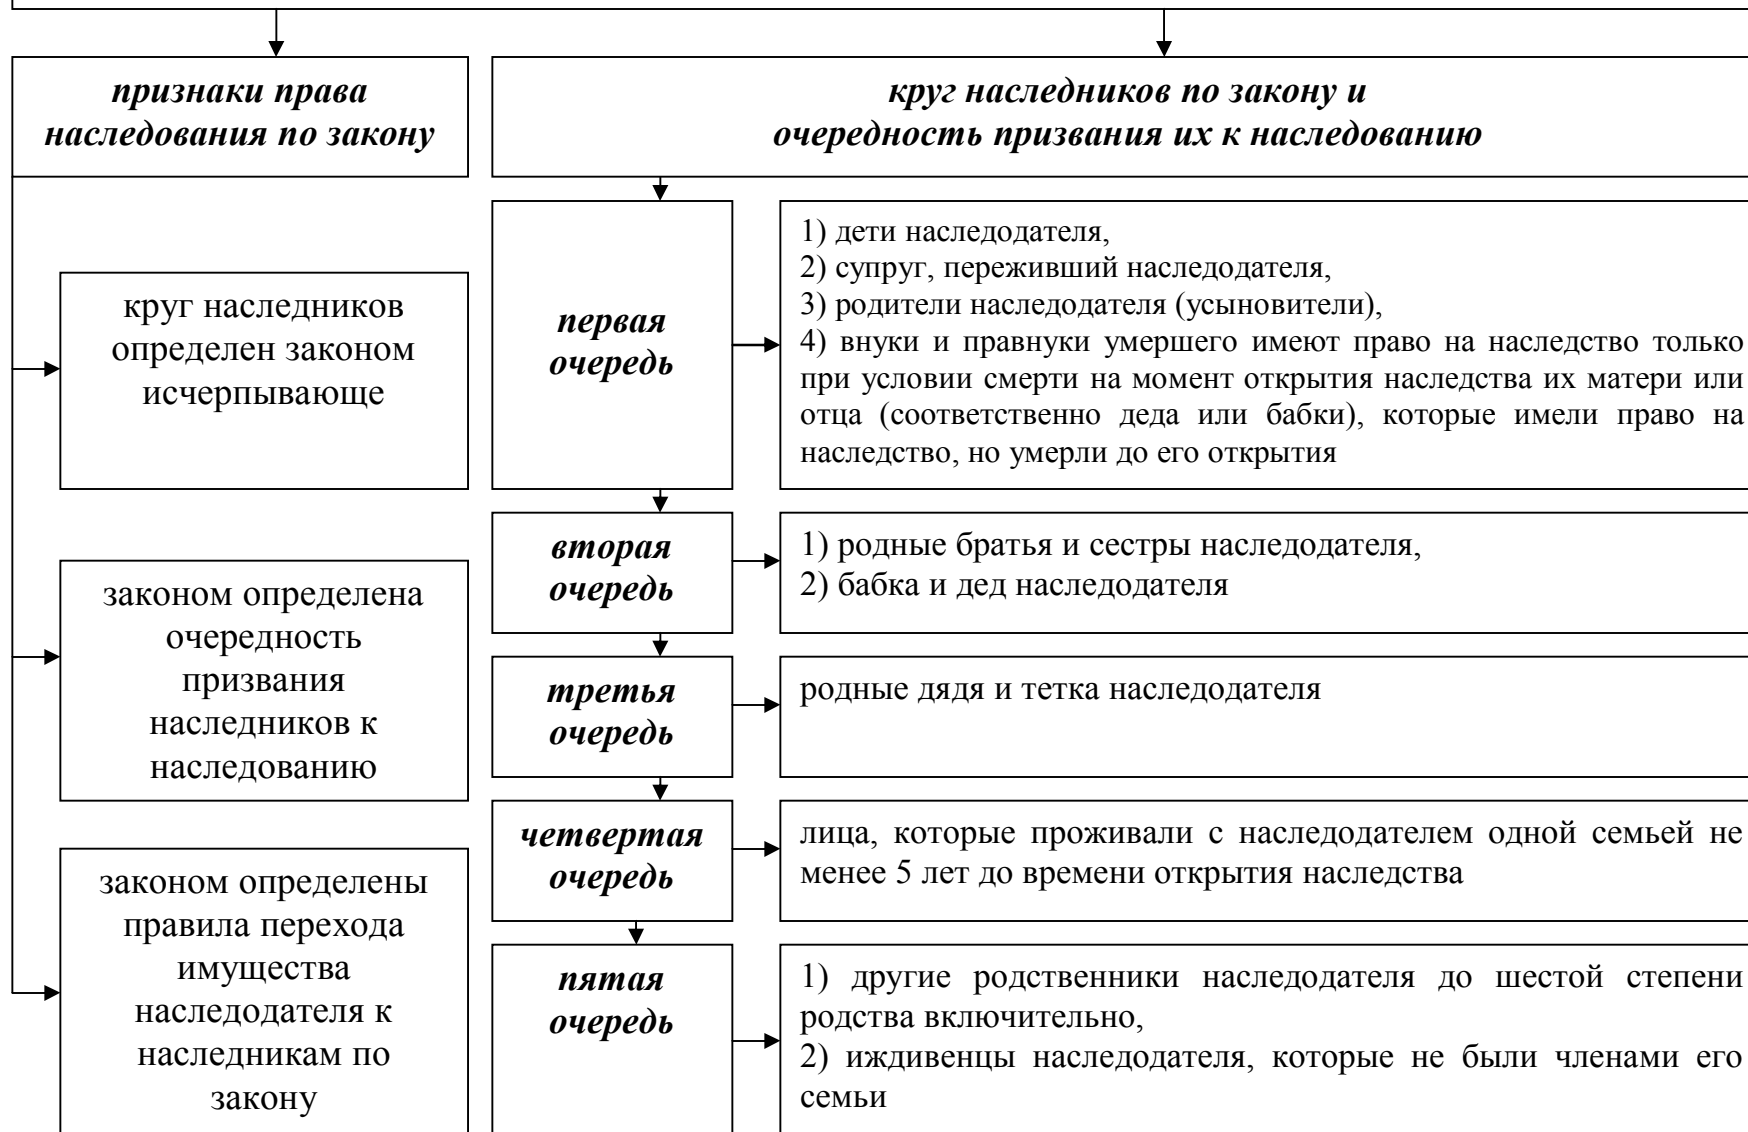 признаки права
наследования по закону
круг наследников по закону и
очередность призвания их к наследованию
круг наследников
определен законом
исчерпывающе
законом определена
очередность
призвания
наследников к
наследованию
законом определены
правила перехода
имущества
наследодателя к
наследникам по
закону
первая
очередь
1) дети наследодателя,
2) супруг, переживший наследодателя,
3) родители наследодателя (усыновители),
4) внуки и правнуки умершего имеют право на наследство только
при условии смерти на момент открытия наследства их матери или
отца (соответственно деда или бабки), которые имели право на
наследство, но умерли до его открытия
вторая
очередь
1) родные братья и сестры наследодателя,
2) бабка и дед наследодателя
третья
очередь
родные дядя и тетка наследодателя
четвертая
очередь
лица, которые проживали с наследодателем одной семьей не
менее 5 лет до времени открытия наследства
пятая
очередь
1) другие родственники наследодателя до шестой степени
родства включительно,
2) иждивенцы наследодателя, которые не были членами его
семьи